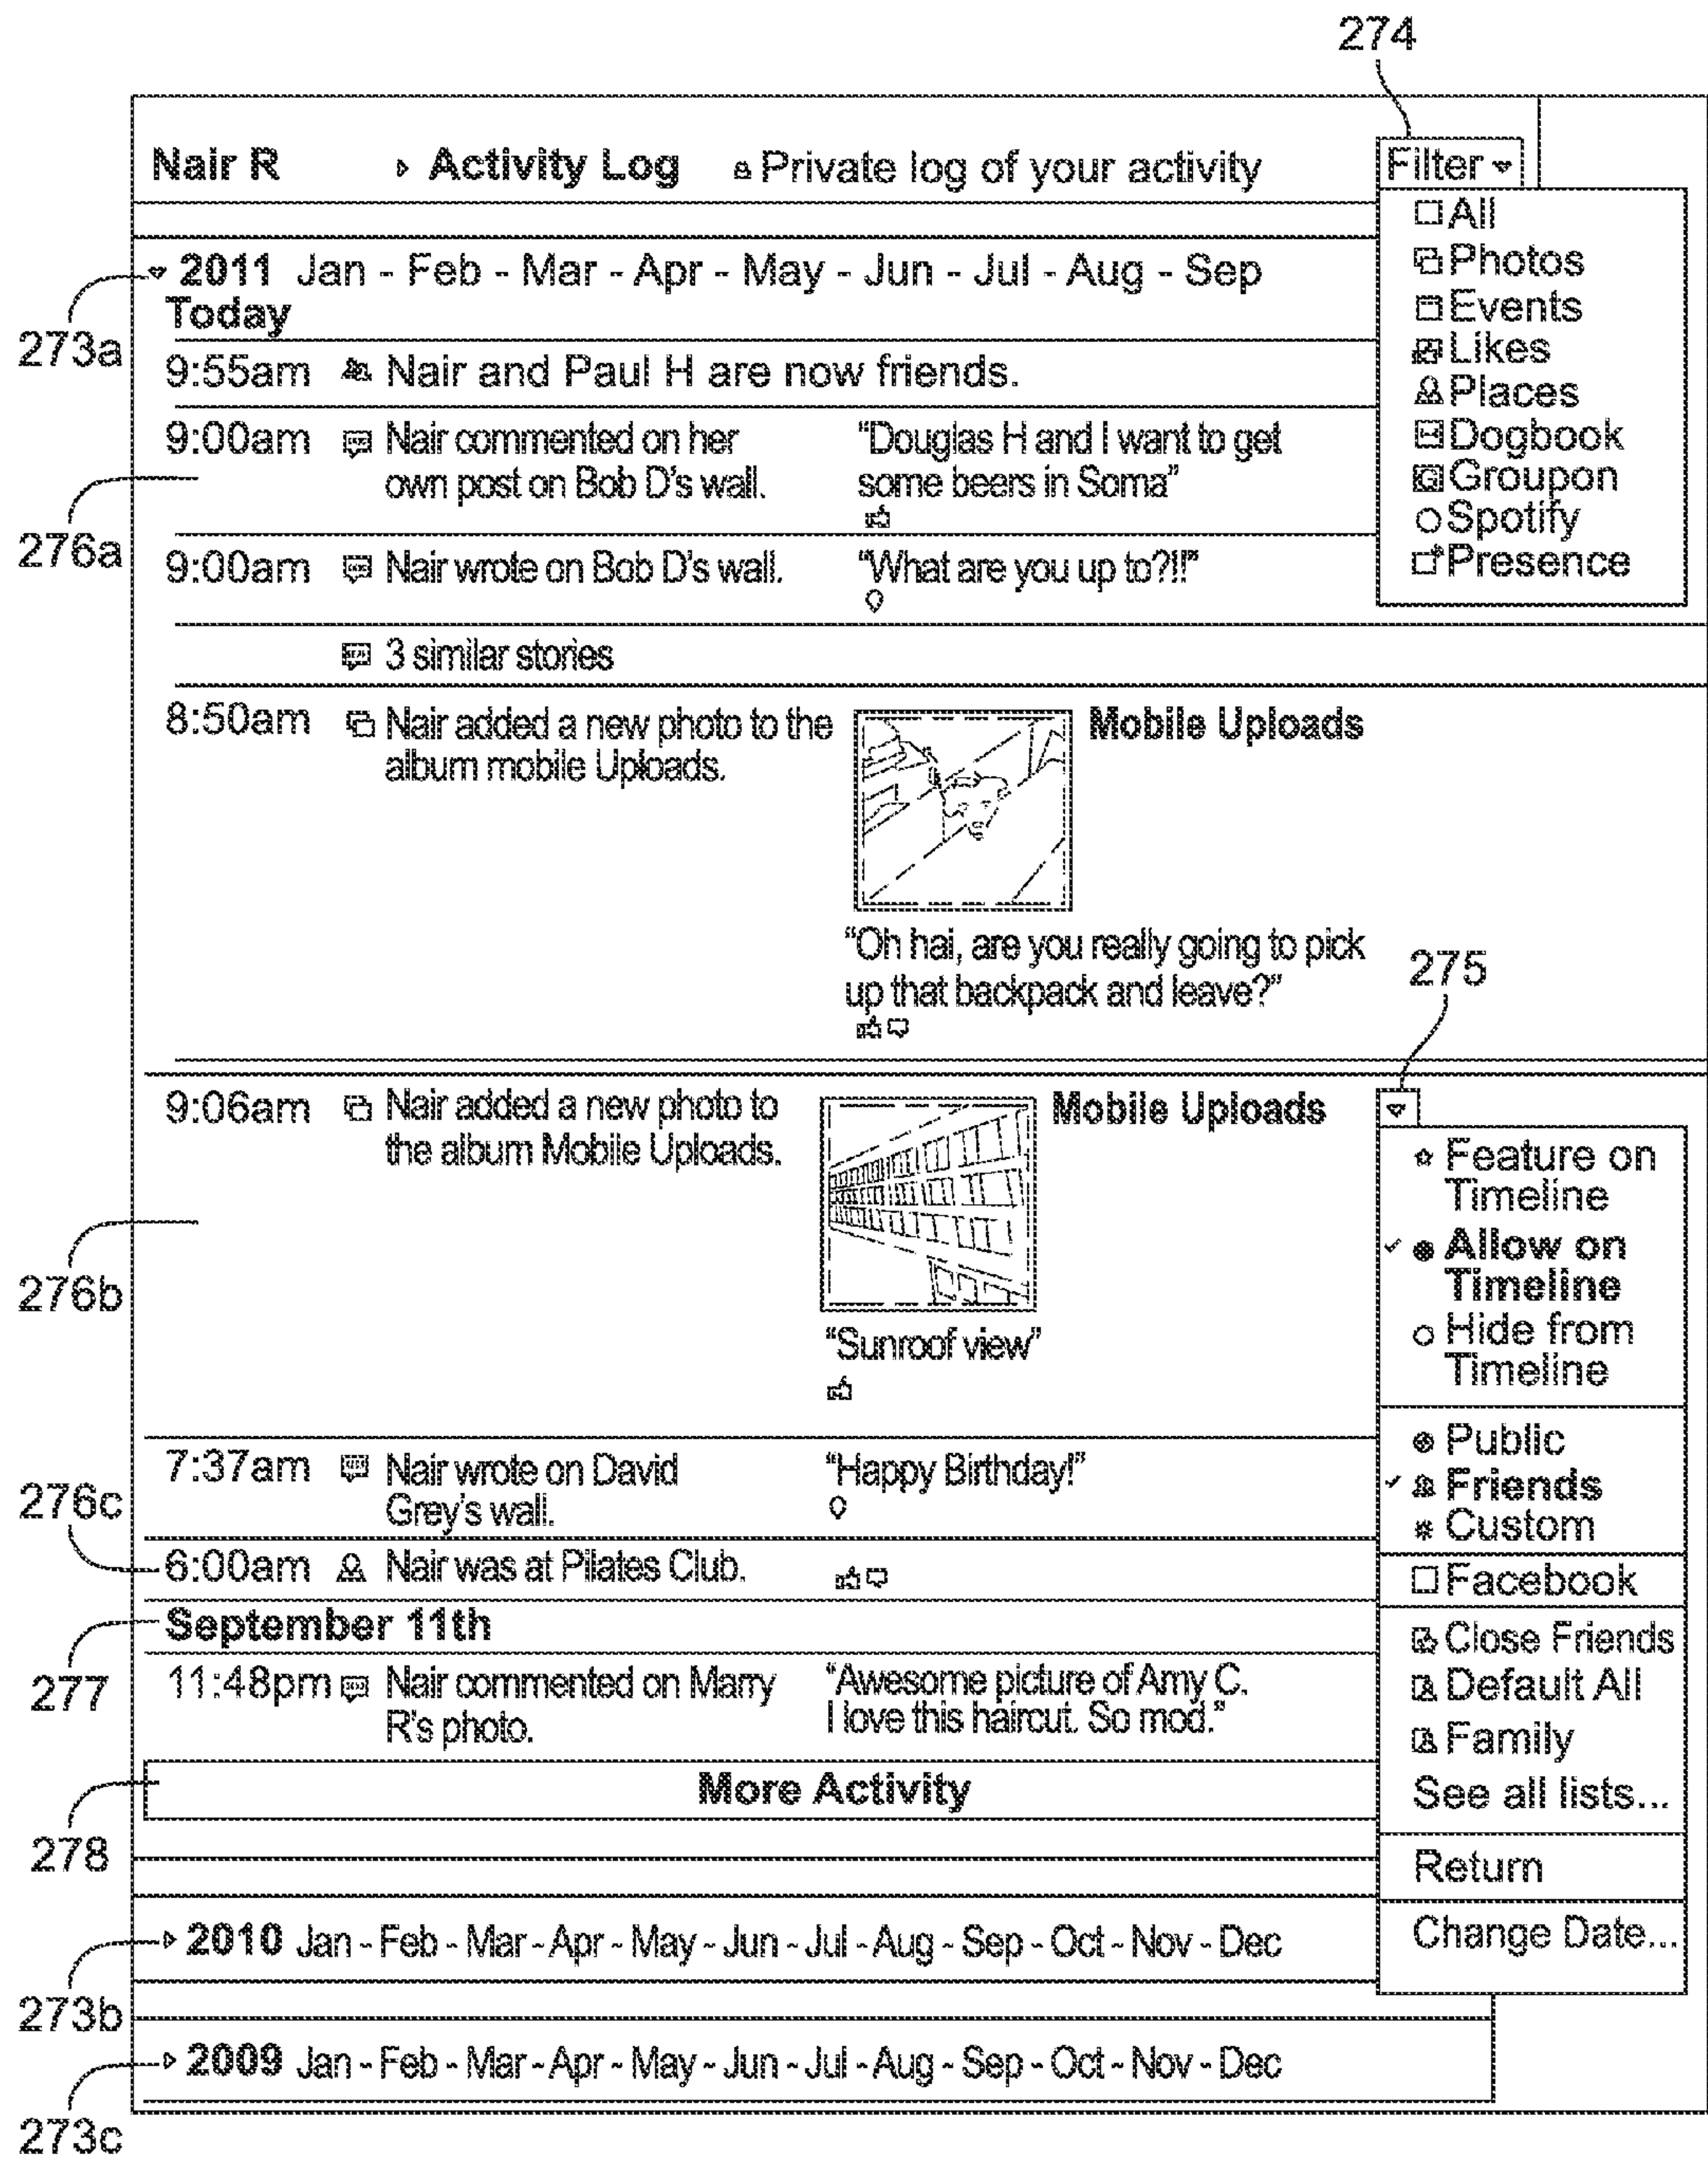 274
Nair R Activity Log Private log of your activity Filter
All
Photos
Events
Likes
Places
Dogbook
Groupon
Spotify
Presence
2011 Jan - Feb - Mar - Apr - May - Jun - Jul - Aug - Sep
Today
273a
9:55am Nair and Paul H are now friends.
9:00am Nair commented on her
own post on Bob D's wall.
“Douglas H and I want to get
some beers in Soma”
276a
9:00am Nair wrote on Bob D's wall. “What are you up to?!!”
3 similar stories
8:50am Nair added a new photo to the
album mobile Uploads.
Mobile Uploads
“Oh hai, are you really going to pick
up that backpack and leave?”
275
9:06am Nair added a new photo to
the album Mobile Uploads.
Mobile Uploads
“Sunroof view”
276b
Feature on
Timeline
Allow on
Timeline
Hide from
Timeline
Public
Friends
Custom
Facebook
Close Friends
Default All
Family
See all lists...
Return
Change Date...
7:37am Nair wrote on David
Grey's wall.
“Happy Birthday!”
276c
6:00am Nair was at Pilates Club.
September 11th
277
11:48pm Nair commented on Marry
R's photo.
“Awesome picture of Amy C.
I love this haircut. So mod.”
More Activity
278
2010 Jan - Feb - Mar - Apr - May - Jun - Jul - Aug - Sep - Oct - Nov - Dec
273b
2009 Jan - Feb - Mar - Apr - May - Jun - Jul - Aug - Sep - Oct - Nov - Dec
273c